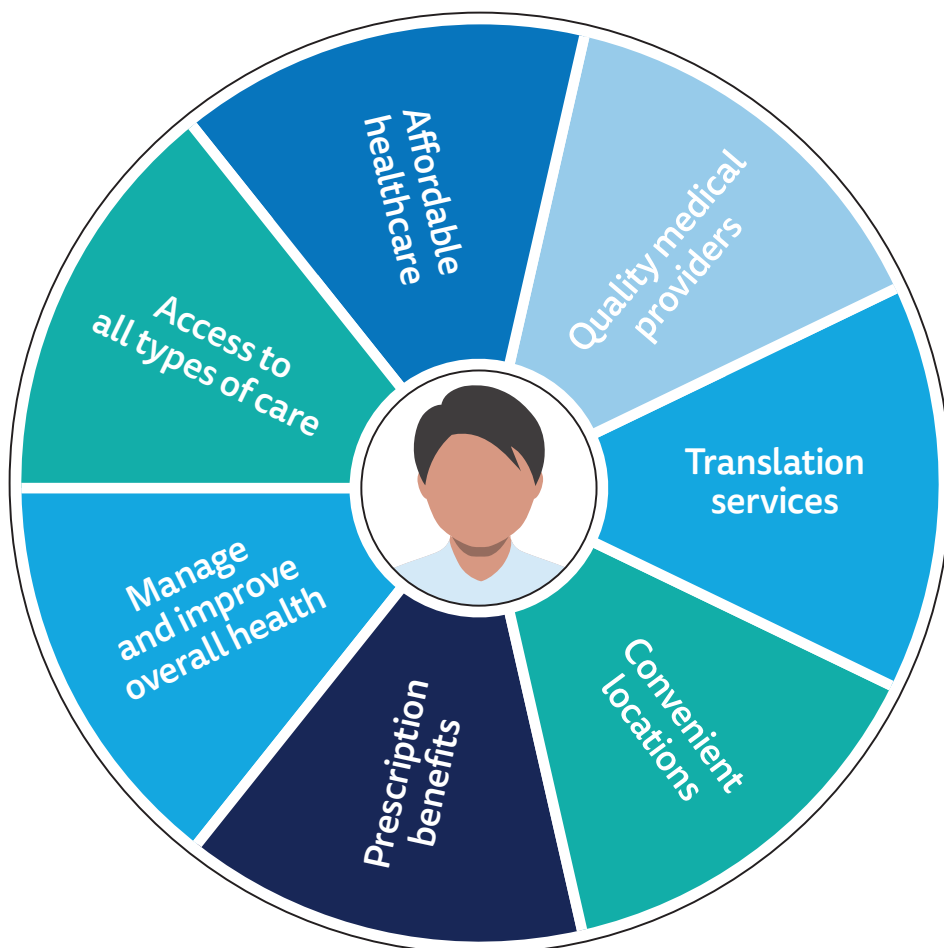 Affordable
healthcare
Quality medical
providers
Translation
services
Convenient
locations
Prescription
benefits
Manage
and improve
overall health
Access to
all types of care